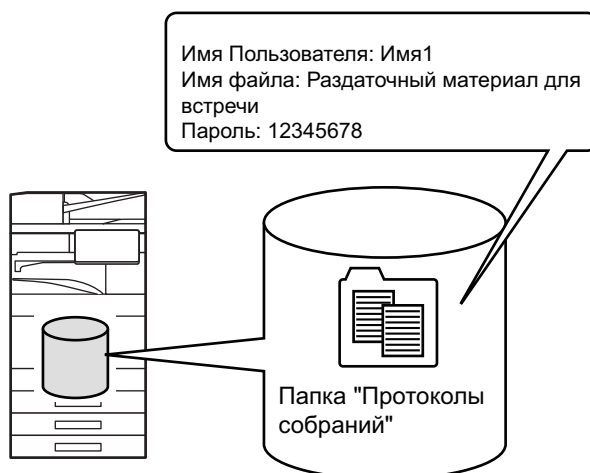 Имя Пользователя: Имя1
Имя файла: Раздаточный материал для
встречи
Пароль: 12345678
Папка "Протоколы
собраний"